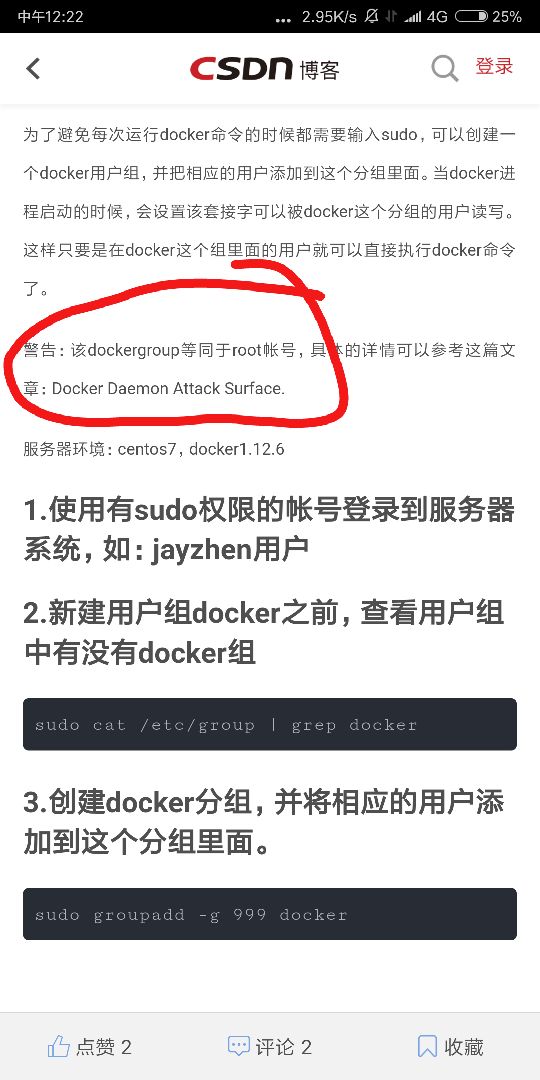 中午12:22 ... 2.95K/s 4G 25%
CSDN 博客 登录
为了避免每次运行docker命令的时候都需要输入sudo，可以创建一
个docker用户组，并把相应的用户添加到这个分组里面。当docker进
程启动的时候，会设置该套接字可以被docker这个分组的用户读写。
这样只要是在docker这个组里面的用户就可以直接执行docker命令
了。
警告：该dockergroup等同于root帐号，具体的详情可以参考这篇文
章：Docker Daemon Attack Surface.
服务器环境：centos7，docker1.12.6
1.使用有sudo权限的帐号登录到服务器
系统，如：jayzhen用户
2.新建用户组docker之前，查看用户组
中有没有docker组
sudo cat /etc/group | grep docker
3.创建docker分组，并将相应的用户添
加到这个分组里面。
sudo groupadd -g 999 docker
点赞 2 评论 2 收藏